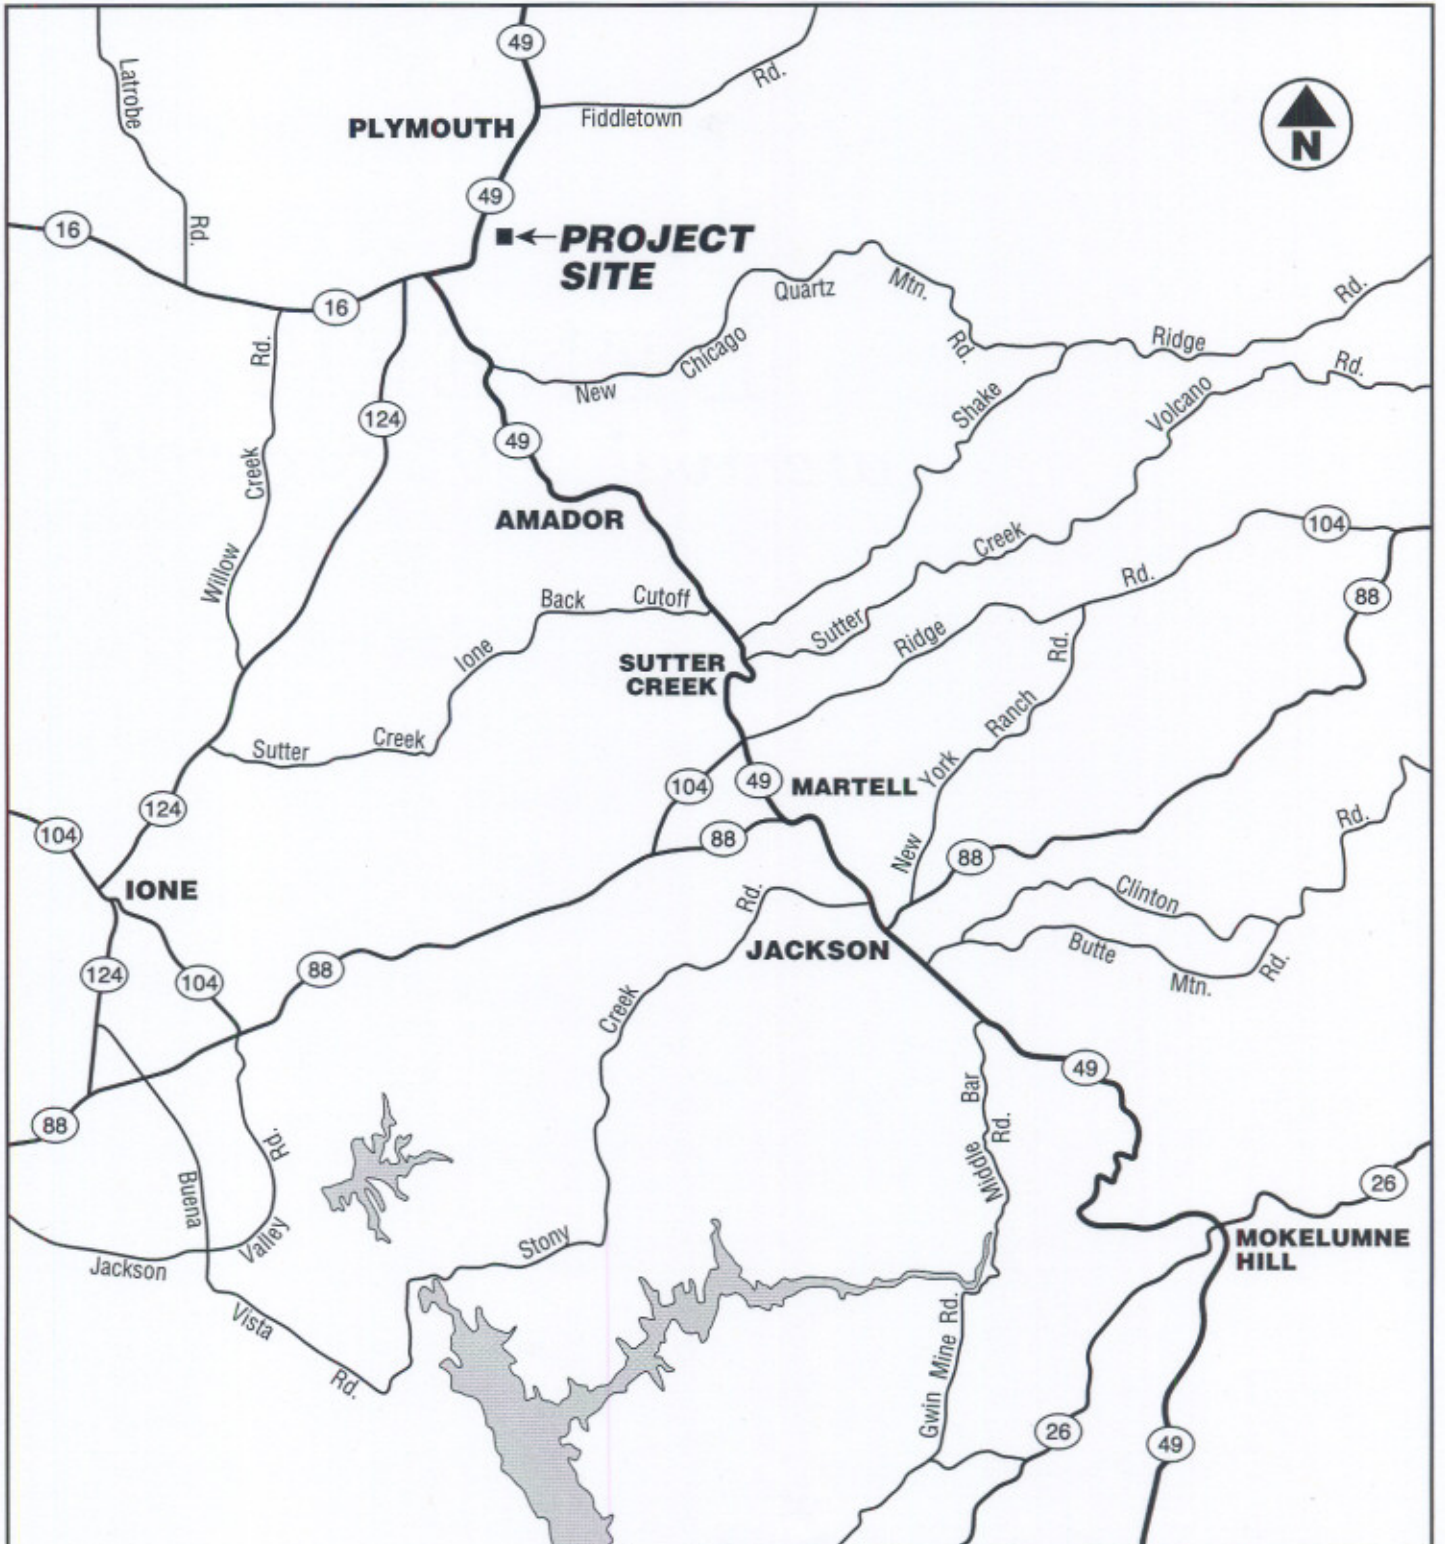 49
Latrobe
Rd.
Fiddletown
Rd.
PLYMOUTH
N
49
16
Rd.
PROJECT
SITE
16
Quartz
Mtn.
Rd.
Rd.
Ridge
Rd.
Rd.
New
Chicago
Shake
Volcano
124
49
Creek
AMADOR
104
Creek
Willow
Rd.
88
Back
Cutoff
Sutter
Ridge
Rd.
Ione
SUTTER
CREEK
Ranch
Sutter
Creek
York
104
49
MARTELL
124
104
88
New
88
Rd.
IONE
Rd.
Clinton
JACKSON
Butte
Mtn.
Rd.
124
104
88
Creek
49
Bar
Rd.
88
Rd.
Middle
Buena
26
Valley
Stony
MOKELUMNE
HILL
Jackson
Vista
Rd.
Gwin Mine Rd.
26
49